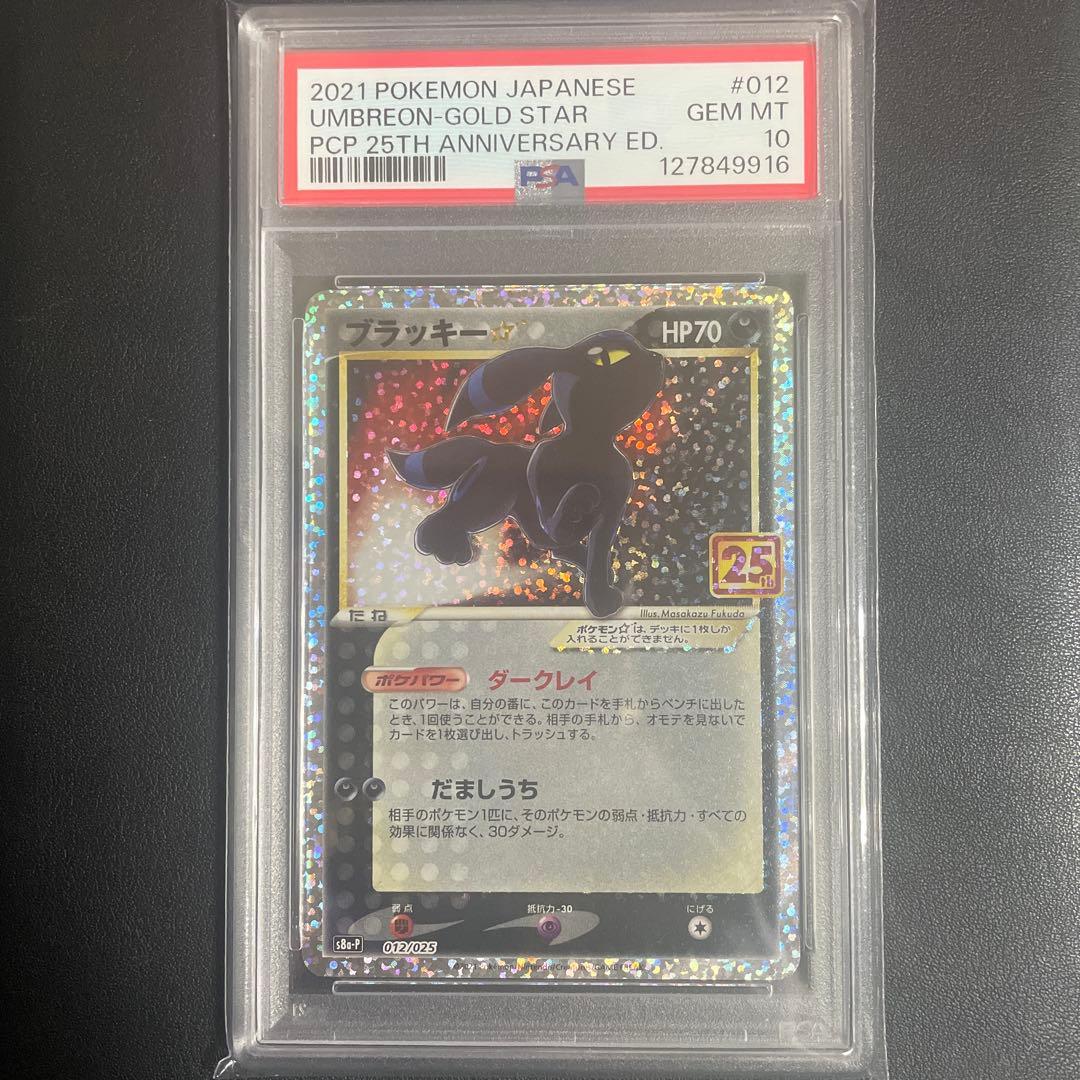 2021 POKEMON JAPANESE #012
UMBREON-GOLD STAR GEM MT
PCP 25TH ANNIVERSARY ED. 10
127849916
PSA
ブラッキー☆ HP70
25th
たね
Illus. Masakazu Fukuda
ポケモン☆は、デッキに1枚しか
入れることができません。
ポケパワー ダークレイ
このパワーは、自分の番に、このカードを手札からベンチに出した
とき、1回使うことができる。相手の手札から、オモテを見ないで
カードを1枚選び出し、トラッシュする。
だましうち
相手のポケモン1匹に、そのポケモンの弱点・抵抗力・すべての
効果に関係なく、30ダメージ。
弱点 抵抗力-30 にげる
s8a-P 012/025
PSA